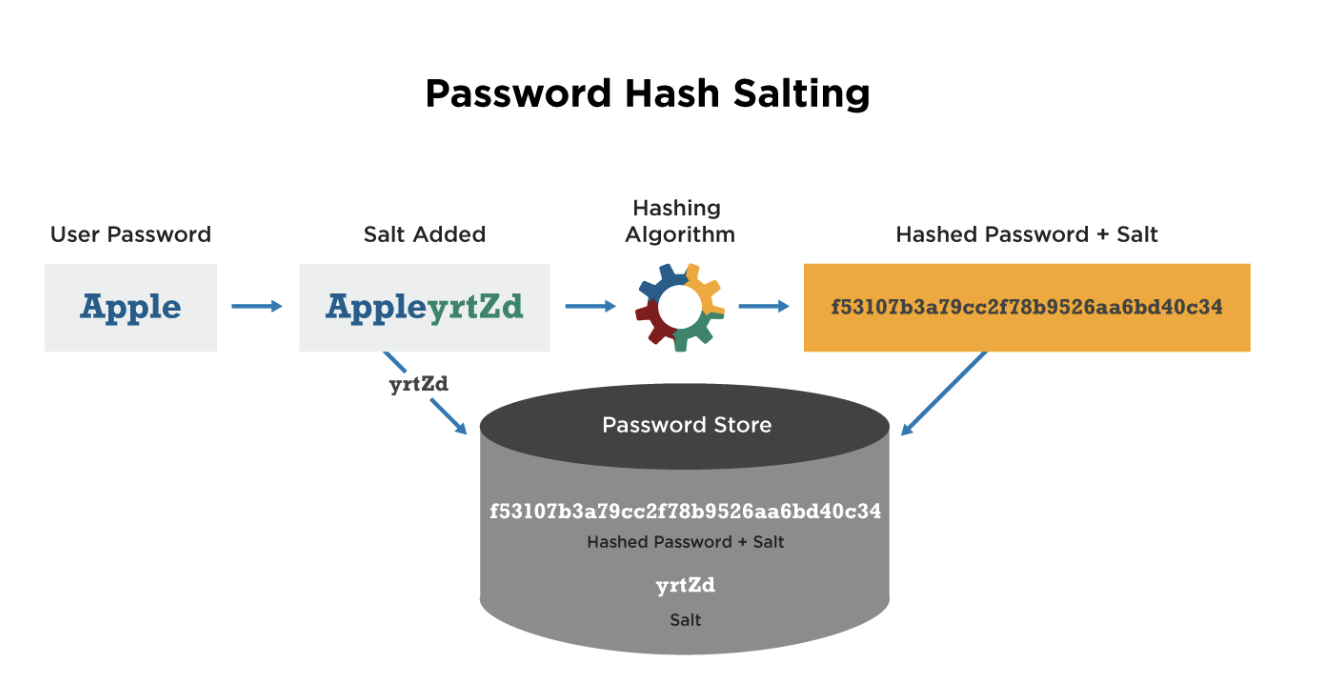 Password Hash Salting
User Password
Salt Added
Hashing
Algorithm
Hashed Password + Salt
Apple
AppleyrtZd
f53107b3a79cc2f78b9526aa6bd40c34
yrtZd
Password Store
f53107b3a79cc2f78b9526aa6bd40c34
Hashed Password + Salt
yrtZd
Salt